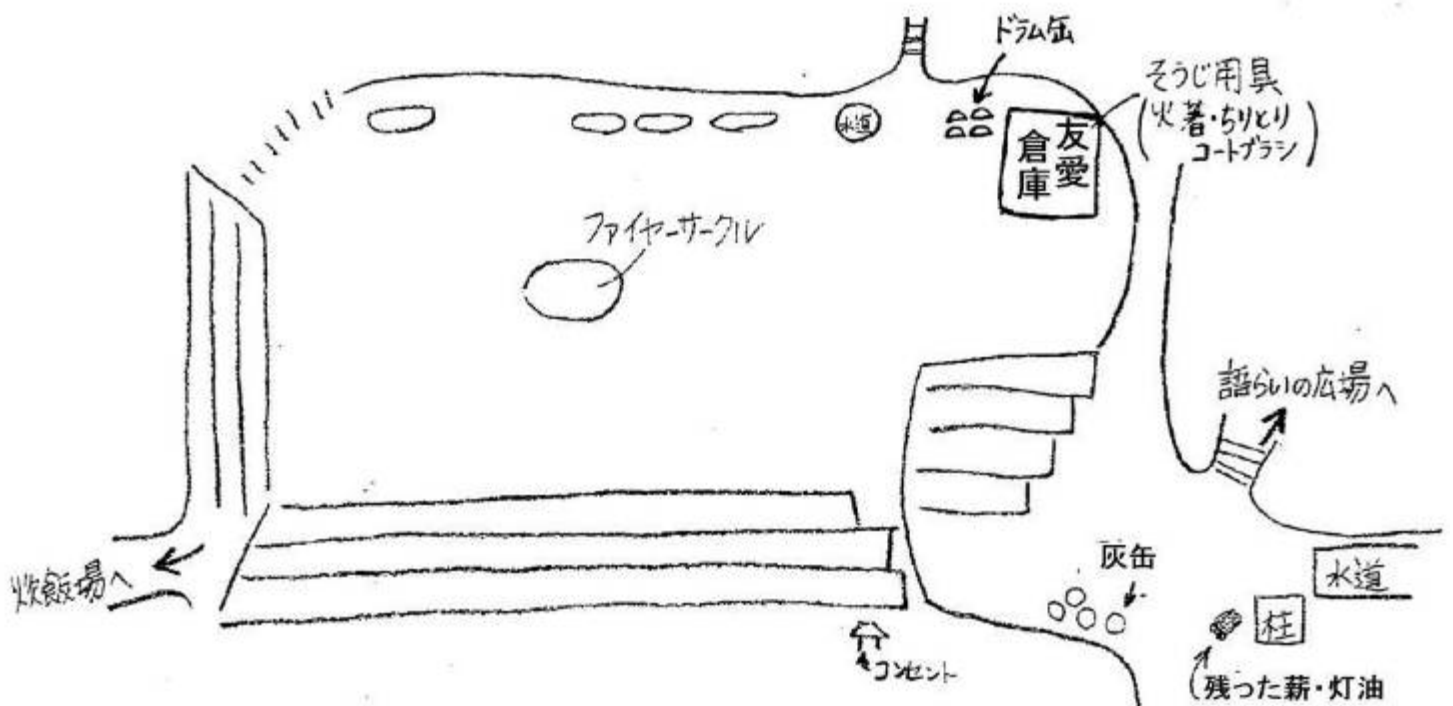 ドラム缶
そうじ用具
(火箸・ちりとり
コートブラシ)
水道
友愛
倉庫
ファイヤーサークル
語らいの広場へ
炊飯場へ
灰缶
水道
柱
コンセント
残った薪・灯油